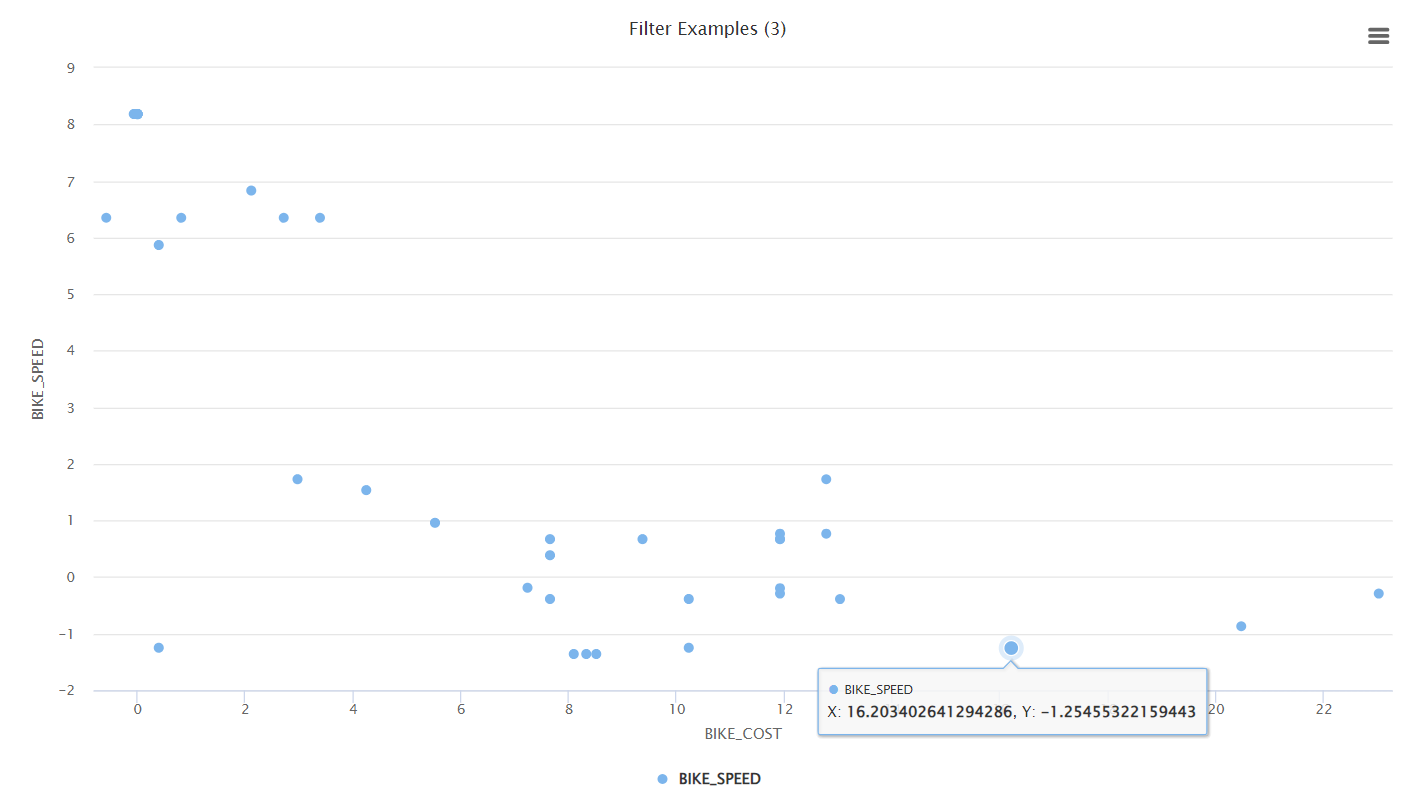 Filter Examples (3)
9
8
7
6
5
4
3
2
1
0
−1
−2
BIKE_SPEED
0 2 4 6 8 10 12 20 22
BIKE_SPEED
X: 16.203402641294286, Y: −1.25455322159443
BIKE_COST
BIKE_SPEED